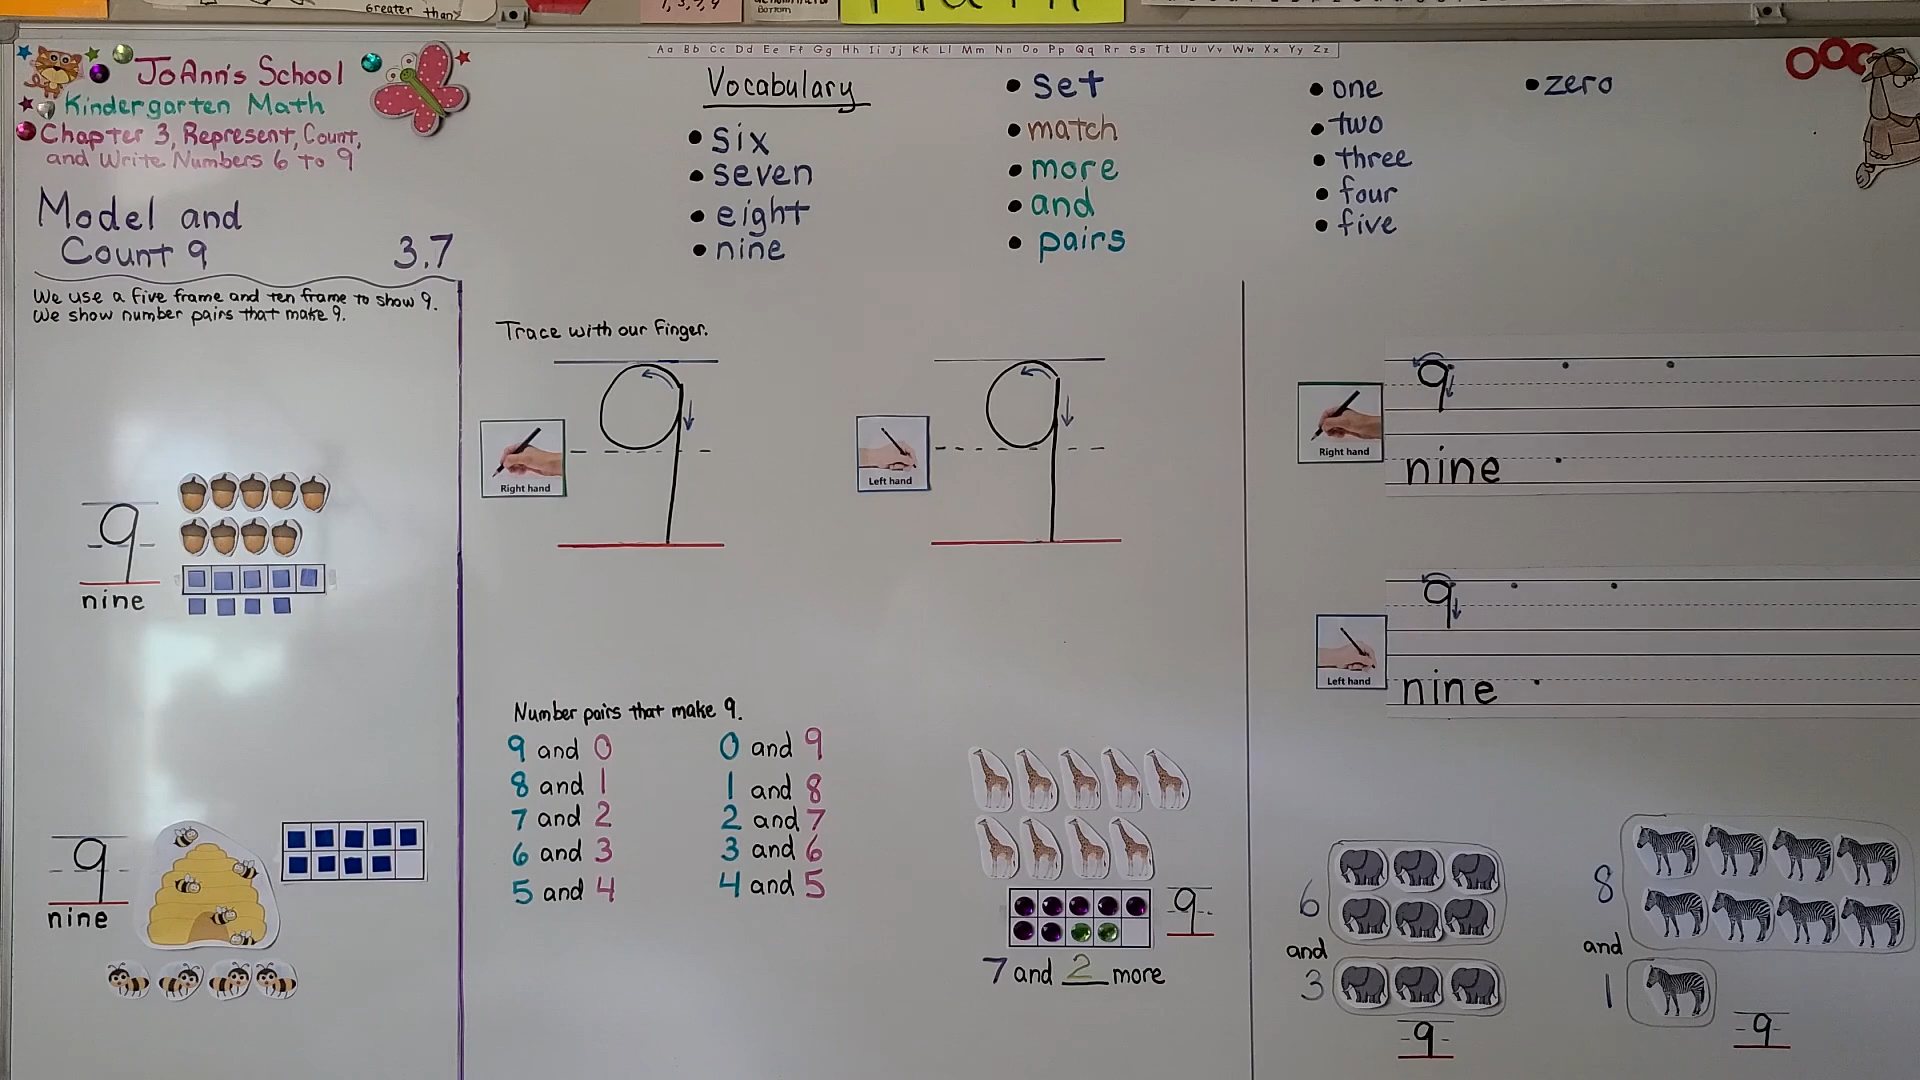 Greater than
Bottom
Aa Bb Cc Dd Ee Ff Gg Hh Ii Jj Kk Ll Mm Nn Oo Pp Qq Rr Ss Tt Uu Vv Ww Xx Yy Zz
JoAnn's School
Kindergarten Math
Chapter 3, Represent, Count,
and Write Numbers 6 to 9
Model and
Count 9 3.7
We use a five frame and ten frame to show 9.
We show number pairs that make 9.
9
nine
9
nine
Vocabulary
• six
• seven
• eight
• nine
• set
• match
• more
• and
• pairs
• one
• two
• three
• four
• five
• zero
Trace with our finger.
Right hand
9
Left hand
9
Number pairs that make 9.
9 and 0 0 and 9
8 and 1 1 and 8
7 and 2 2 and 7
6 and 3 3 and 6
5 and 4 4 and 5
9
7 and 2 more
Right hand
9
nine
Left hand
9
nine
6
and
3
9
8
and
1
9